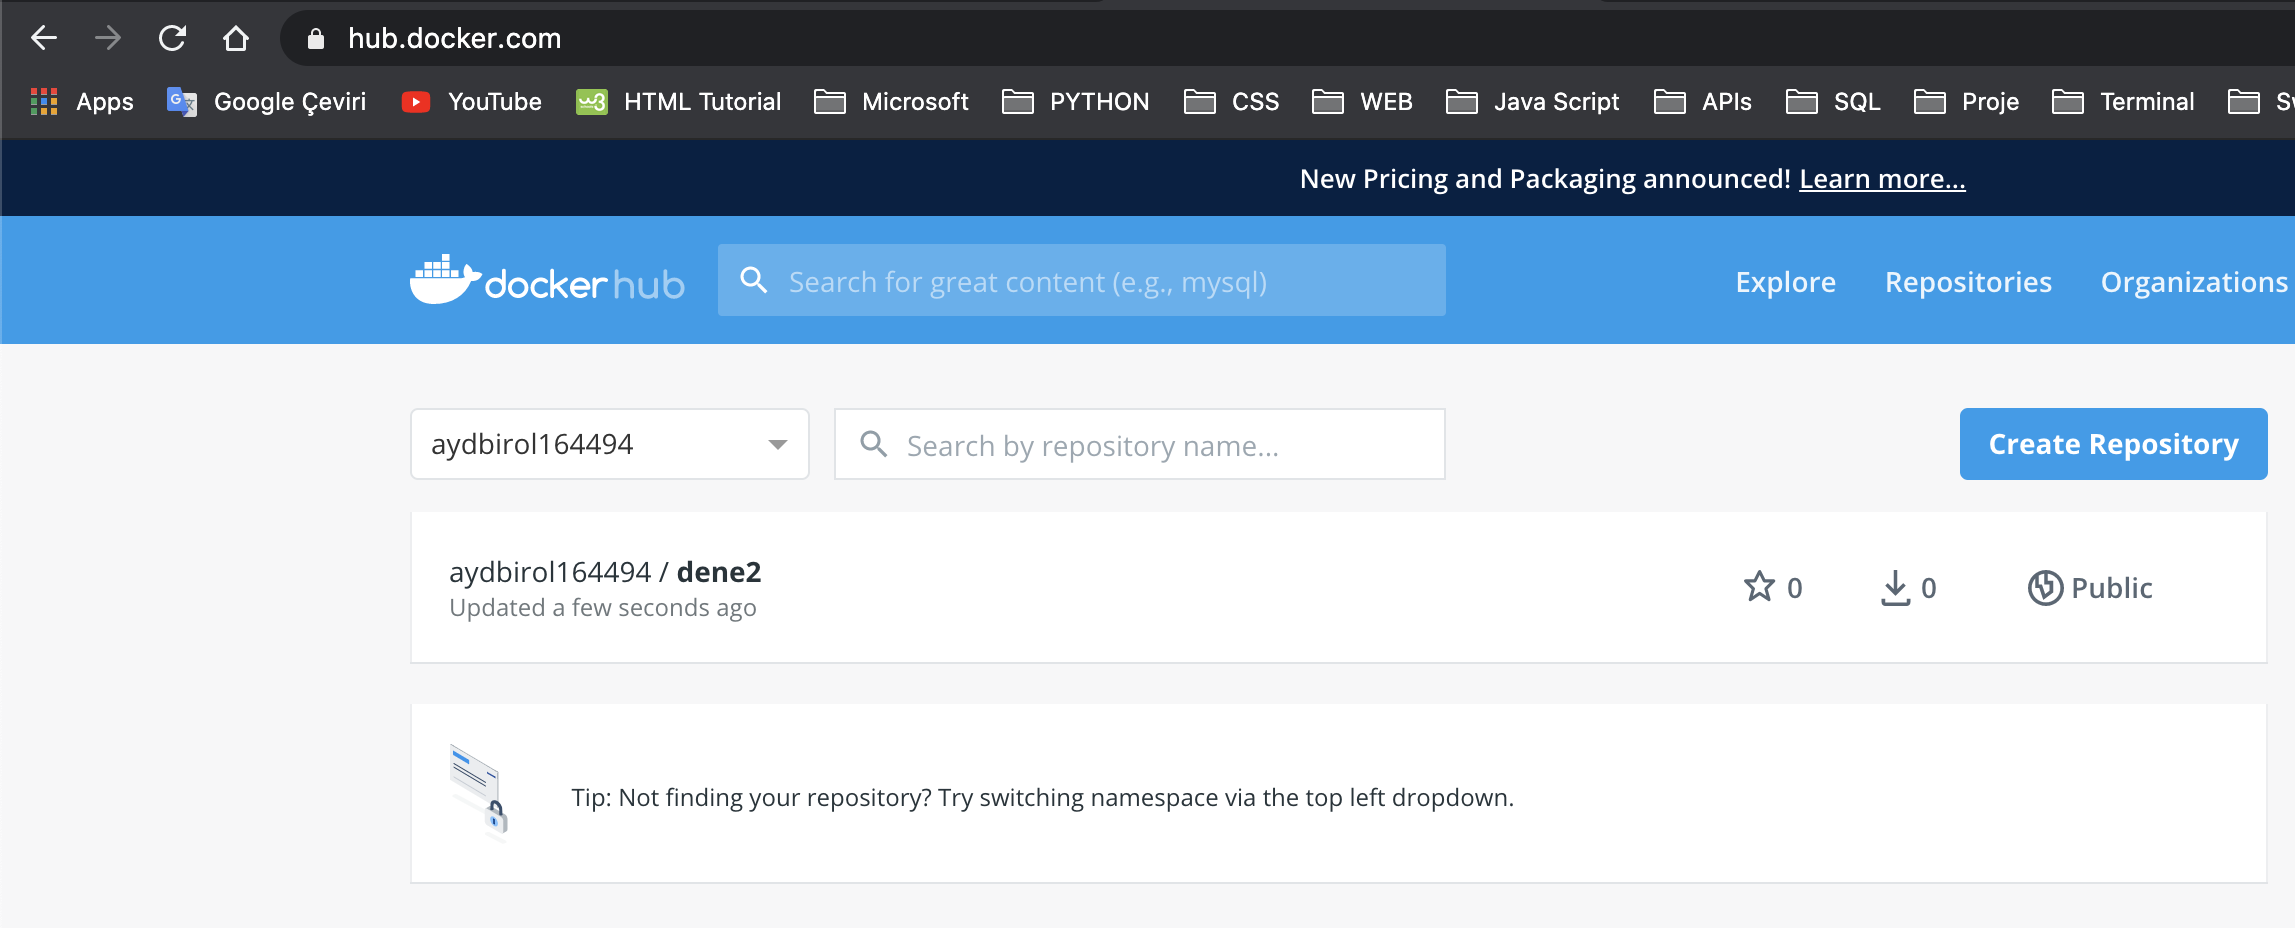 hub.docker.com
Apps Google Çeviri YouTube HTML Tutorial Microsoft PYTHON CSS WEB Java Script APIs SQL Proje Terminal
New Pricing and Packaging announced! Learn more...
docker hub Search for great content (e.g., mysql) Explore Repositories Organizations
aydbirol164494 Search by repository name... Create Repository
aydbirol164494 / dene2
Updated a few seconds ago
0 0 Public
Tip: Not finding your repository? Try switching namespace via the top left dropdown.